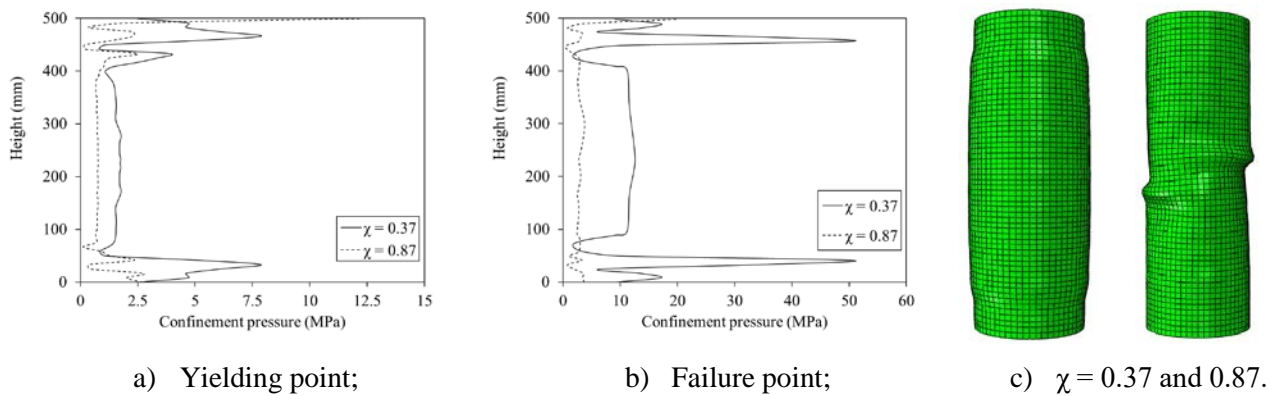 500
400
300
200
100
0
Height (mm)
χ = 0.37
χ = 0.87
0 2.5 5 7.5 10 12.5 15
Confinement pressure (MPa)
500
400
300
200
100
0
Height (mm)
χ = 0.37
χ = 0.87
0 10 20 30 40 50 60
Confinement pressure (MPa)
a) Yielding point;
b) Failure point;
c) χ = 0.37 and 0.87.